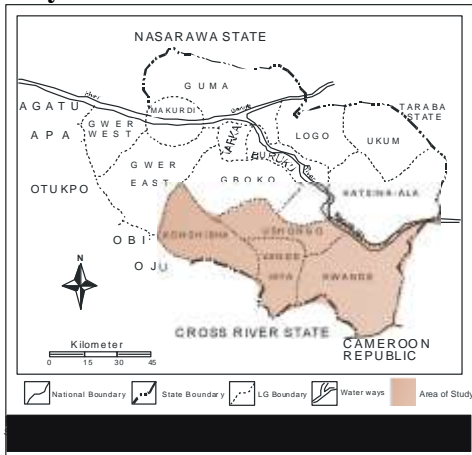 NASARAWA STATE
GUMA
AGATU
MAKURDI
TARABA
STATE
APA
GWER
WEST
LOGO
UKUM
TARKA
BURUKU
GWER
EAST
GBOKO
OTUKPO
KATSINA-ALA
OBI
KONSHISHA
USHONGO
OJU
KWANDE
N
CROSS RIVER STATE
CAMEROON
REPUBLIC
Kilometer
0 15 30 45
National Boundary
State Boundary
LG Boundary
Water ways
Area of Study